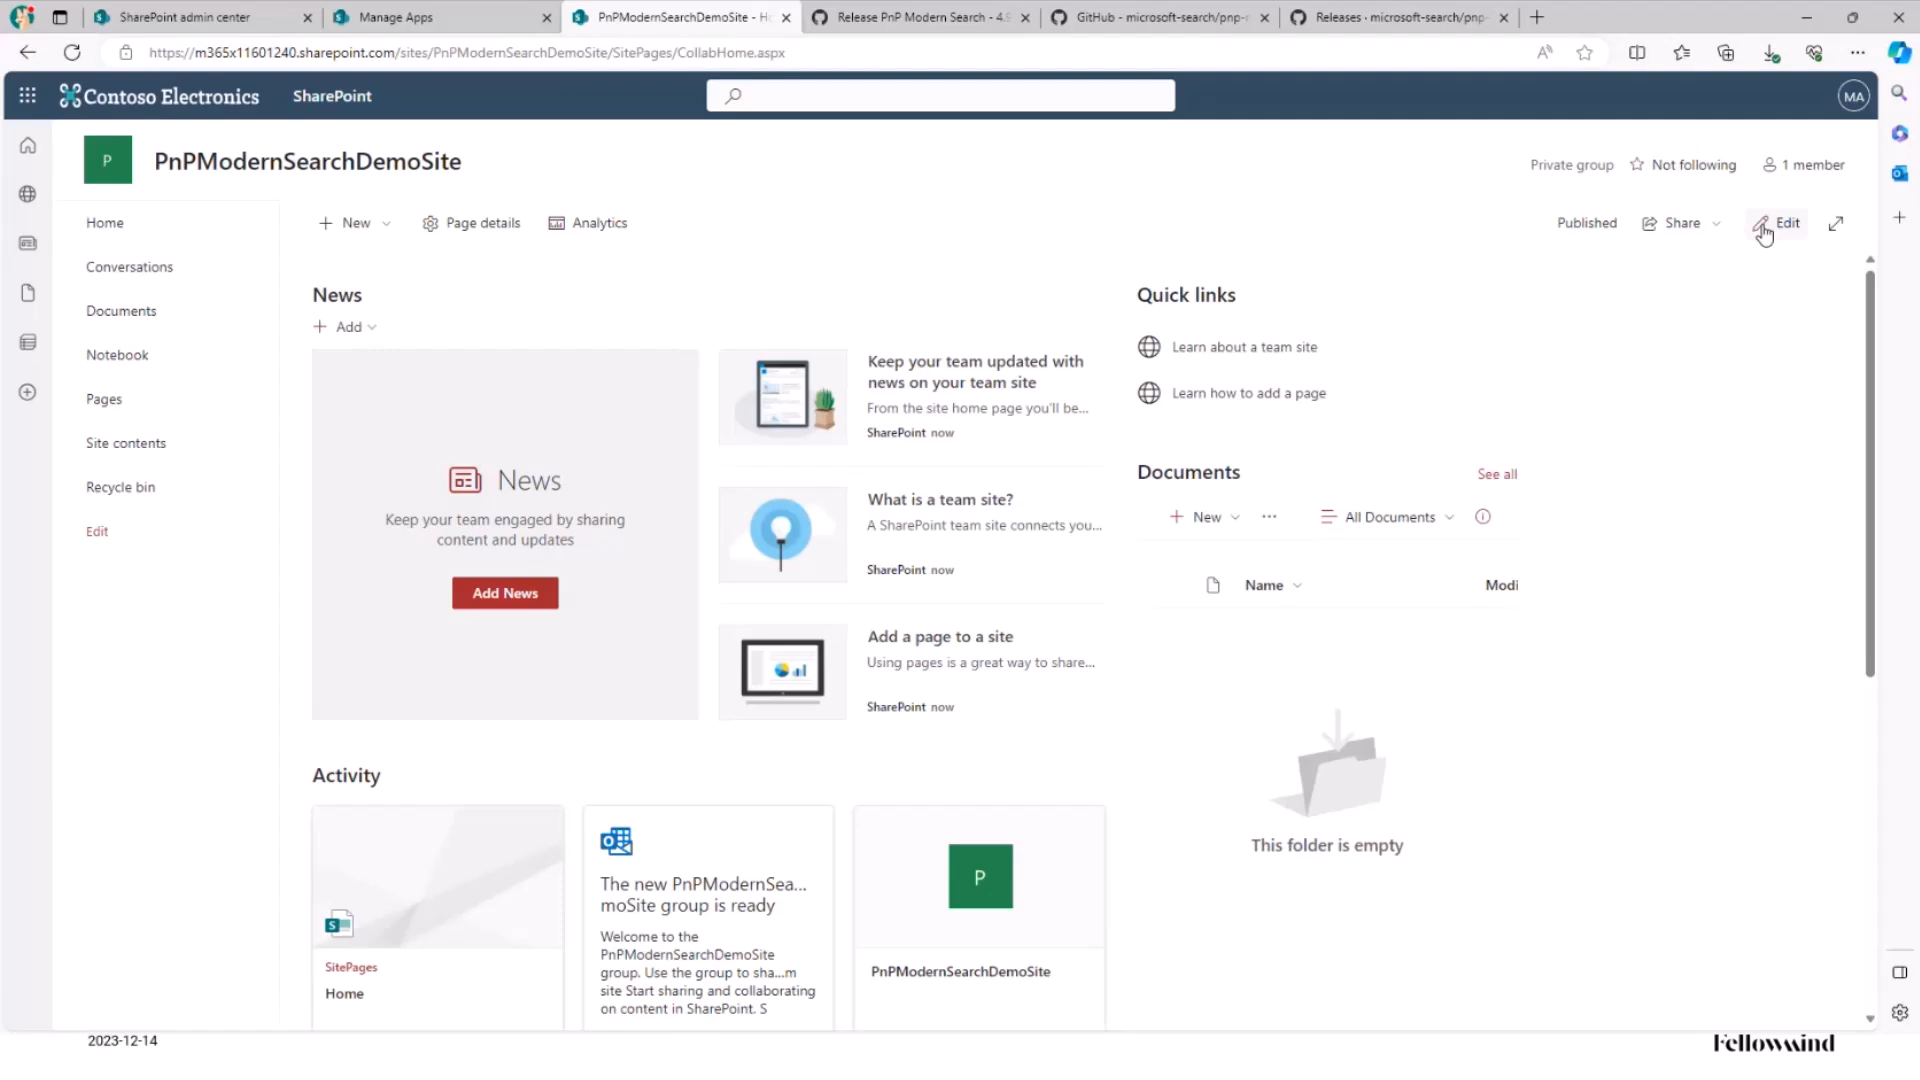 SharePoint admin center
Manage Apps
PnPModernSearchDemoSite - Ho
Release PnP Modern Search - 4.9
GitHub - microsoft-search/pnp-
Releases · microsoft-search/pnp-
https://m365x11601240.sharepoint.com/sites/PnPModernSearchDemoSite/SitePages/CollabHome.aspx
Contoso Electronics
SharePoint
MA
P
PnPModernSearchDemoSite
Private group
Not following
1 member
Home
Conversations
Documents
Notebook
Pages
Site contents
Recycle bin
Edit
New
Page details
Analytics
Published
Share
Edit
News
Add
News
Keep your team engaged by sharing
content and updates
Add News
Keep your team updated with
news on your team site
From the site home page you'll be...
SharePoint now
What is a team site?
A SharePoint team site connects you...
SharePoint now
Add a page to a site
Using pages is a great way to share...
SharePoint now
Quick links
Learn about a team site
Learn how to add a page
Documents
See all
New
All Documents
Name
Modi
This folder is empty
Activity
SitePages
Home
The new PnPModernSea...
moSite group is ready
Welcome to the
PnPModernSearchDemoSite
group. Use the group to sha...m
site Start sharing and collaborating
on content in SharePoint. S
P
PnPModernSearchDemoSite
2023-12-14
Fellowmind